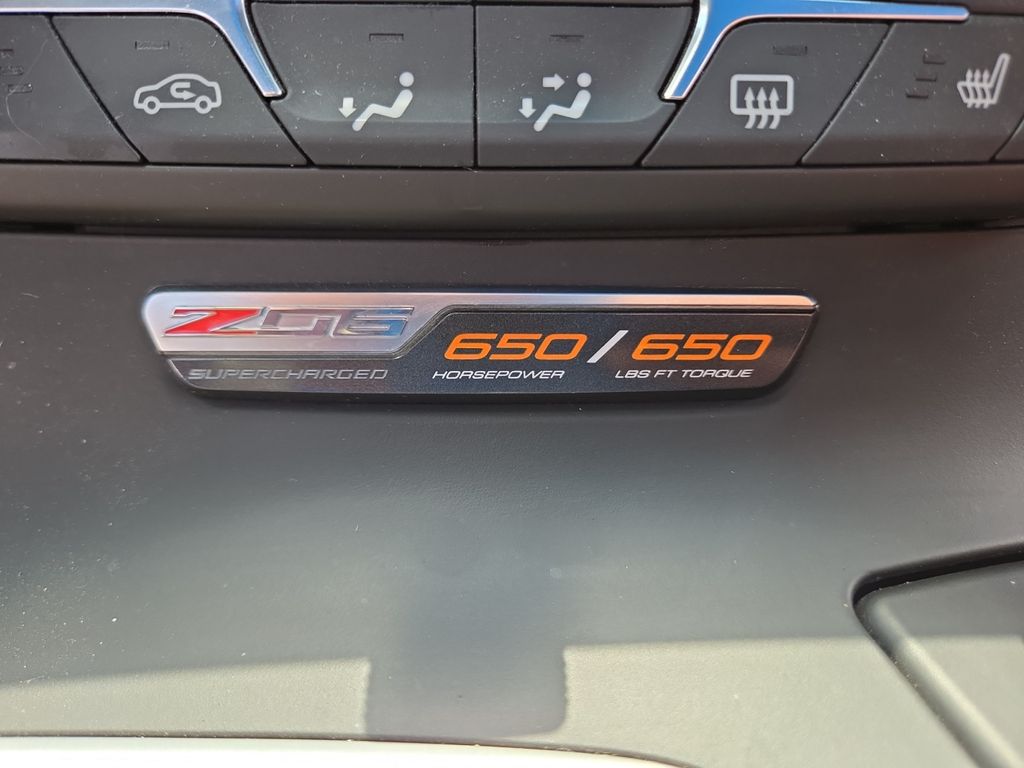 Z06
SUPERCHARGED
650 / 650
HORSEPOWER LBS FT TORQUE